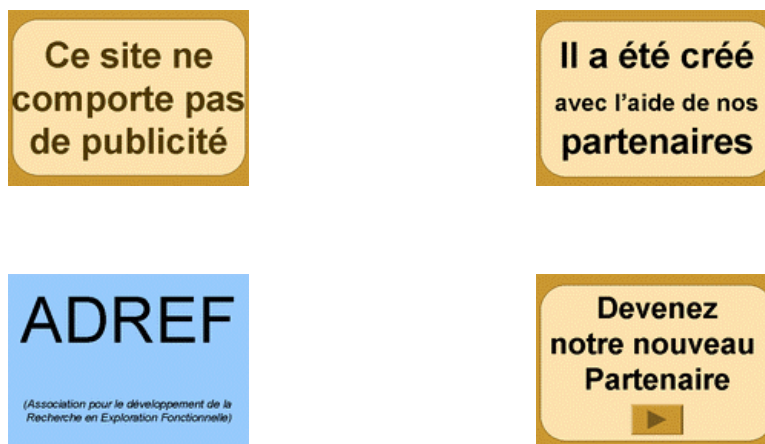 Ce site ne
comporte pas
de publicité
Il a été créé
avec l'aide de nos
partenaires
ADREF
(Association pour le développement de la
Recherche en Exploration Fonctionnelle)
Devenez
notre nouveau
Partenaire